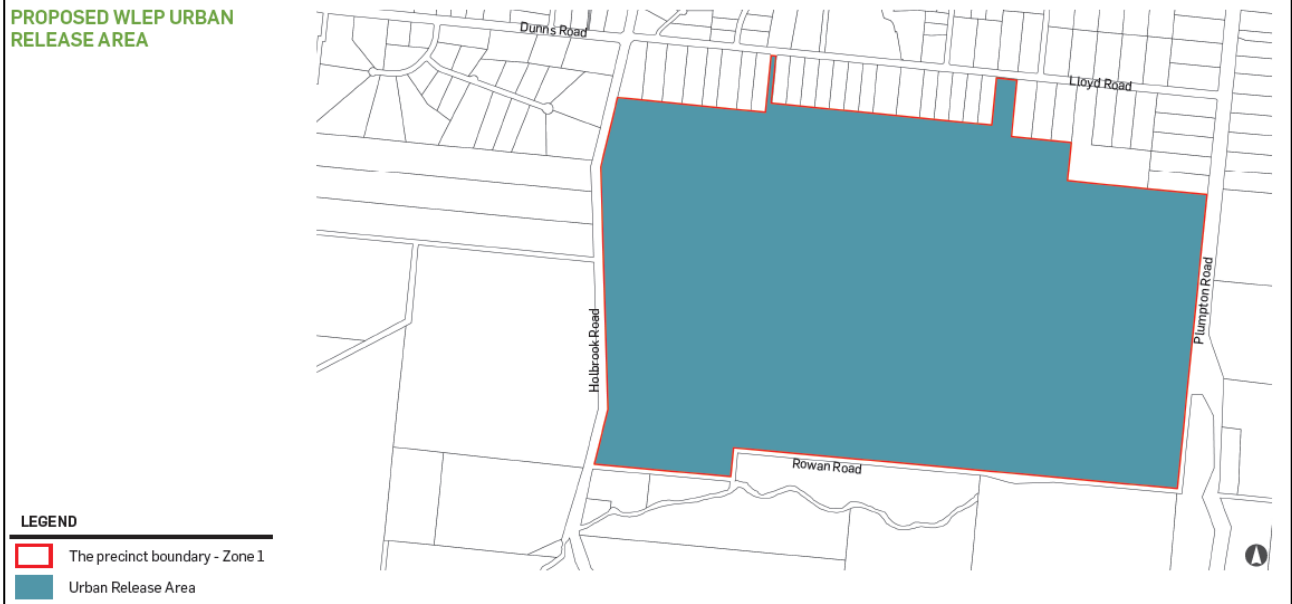 PROPOSED WLEP URBAN
RELEASE AREA
Dunns Road
Lloyd Road
Plumpton Road
Holbrook Road
Rowan Road
LEGEND
The precinct boundary - Zone 1
Urban Release Area